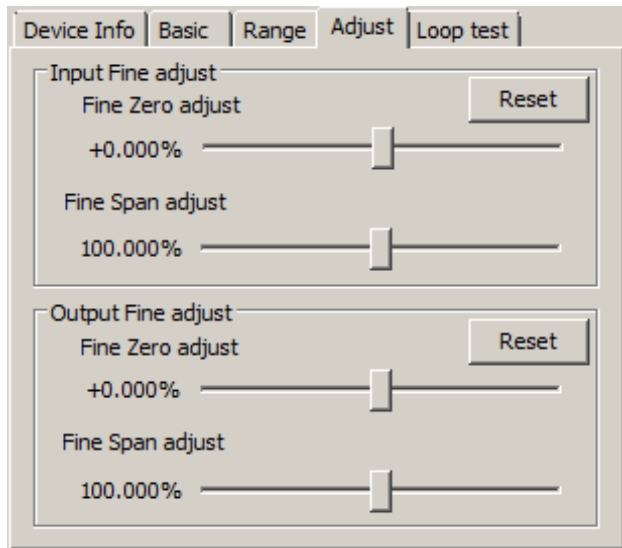 Device Info Basic Range Adjust Loop test
Input Fine adjust
Fine Zero adjust Reset
+0.000%
Fine Span adjust
100.000%
Output Fine adjust
Fine Zero adjust Reset
+0.000%
Fine Span adjust
100.000%